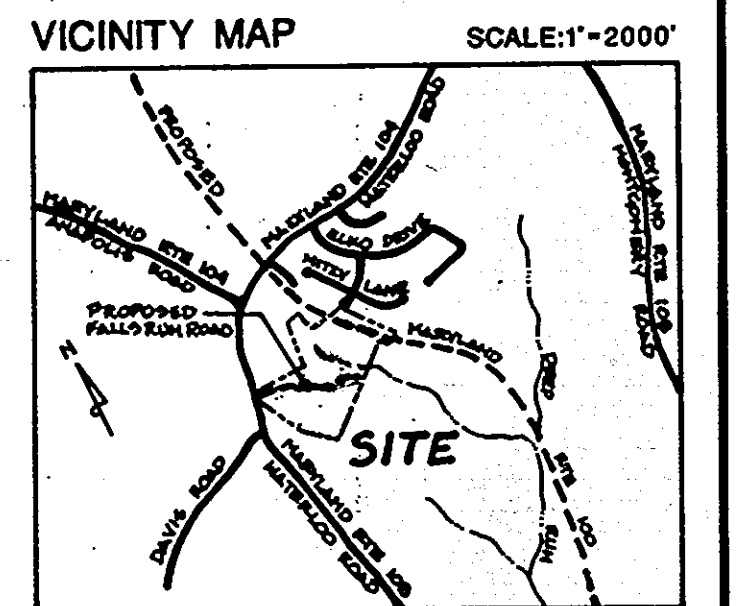 VICINITY MAP
SCALE:1"=2000'
PROPOSED
MARYLAND RTE 104
WATERLOO ROAD
MARYLAND RTE 108
MONTGOMERY ROAD
MARYLAND RTE 104
ANNAPOLIS ROAD
ELKO DRIVE
LANE
PROPOSED
FALLS RUN ROAD
MARYLAND
N
DEEP
SITE
RTE 100
RUN
DAVIS ROAD
MARYLAND RTE 108
WATERLOO ROAD